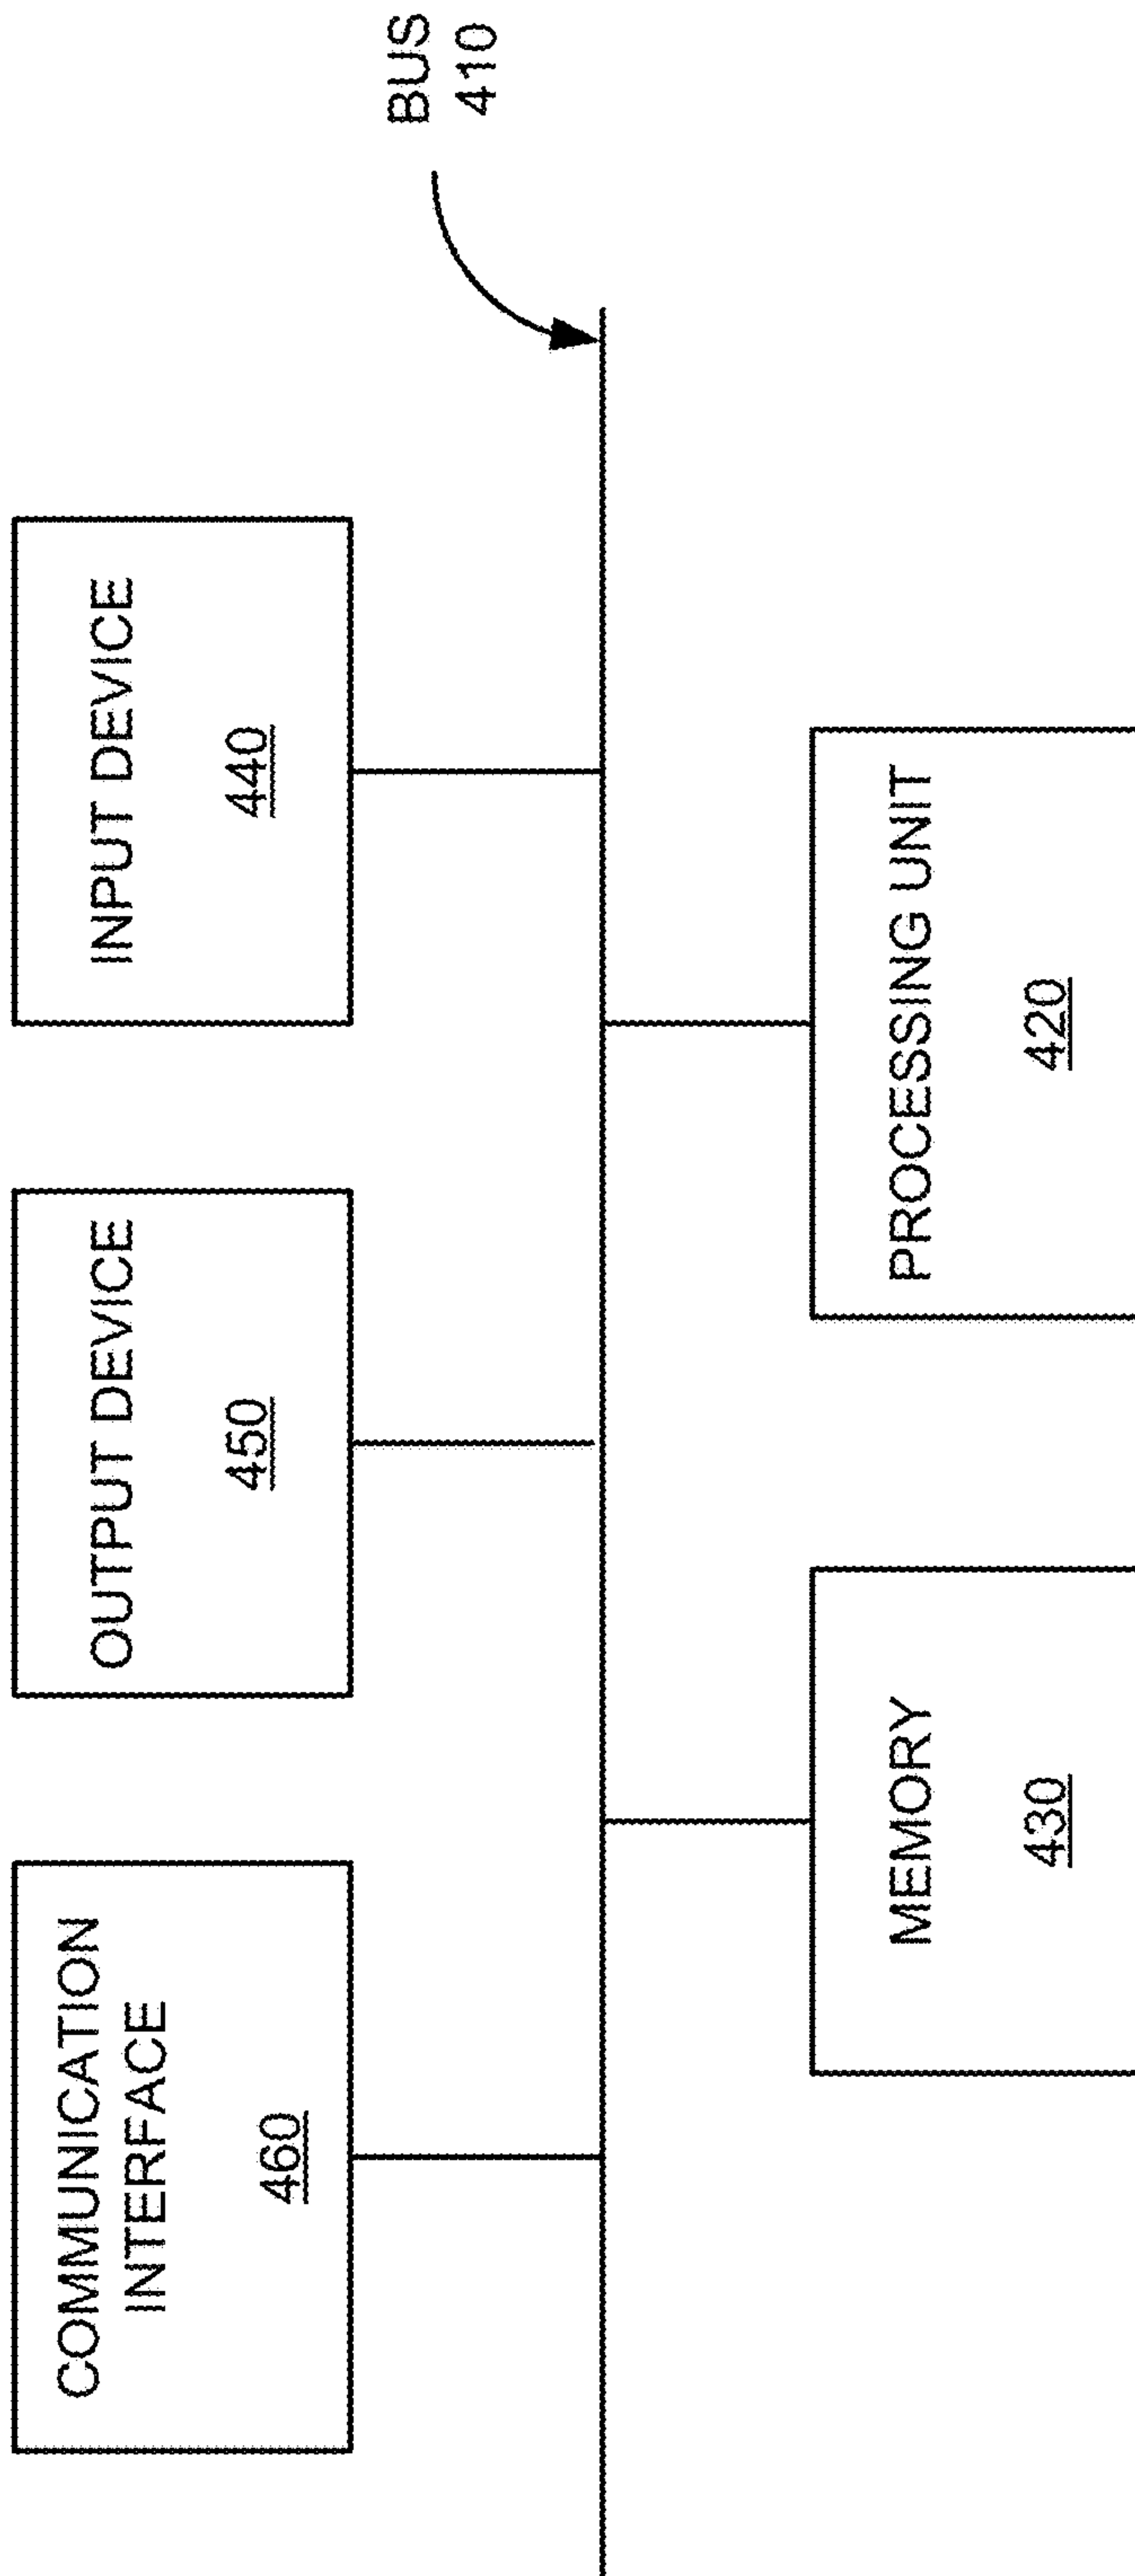 COMMUNICATION
INTERFACE
460
OUTPUT DEVICE
450
INPUT DEVICE
440
BUS
410
MEMORY
430
PROCESSING UNIT
420